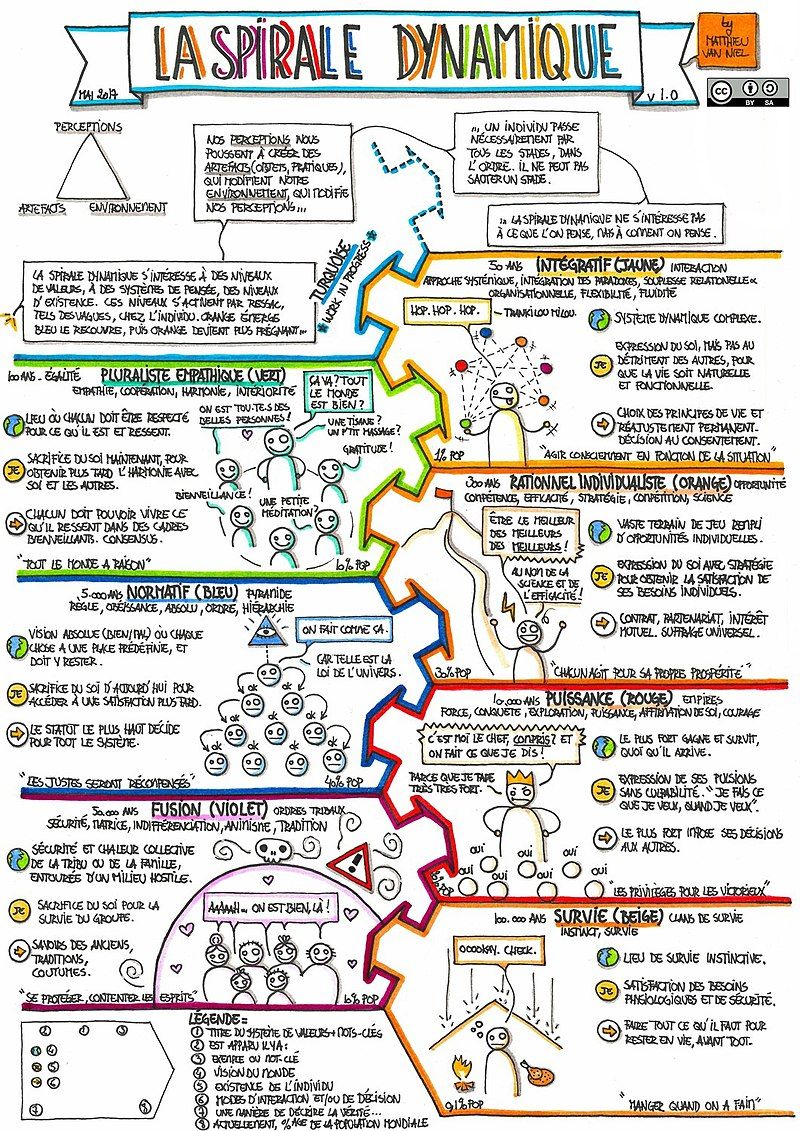 LA SPIRALE DYNAMIQUE
by
MATTHIEU
VAN NIEL
MAI 2017
V 1.0
CC BY SA
PERCEPTIONS
ARTEFACTS ENVIRONNEMENT
NOS PERCEPTIONS NOUS
POUSSENT À CRÉER DES
ARTEFACTS (OBJETS, PRATIQUES),
QUI MODIFIENT NOTRE
ENVIRONNEMENT, QUI MODIFIE
NOS PERCEPTIONS...
... UN INDIVIDU PASSE
NÉCESSAIREMENT PAR
TOUS LES STADES, DANS
L'ORDRE. IL NE PEUT PAS
SAUTER UN STADE.
... LA SPIRALE DYNAMIQUE NE S'INTÉRESSE PAS
À CE QUE L'ON PENSE, MAIS À COMMENT ON PENSE.
LA SPIRALE DYNAMIQUE S'INTÉRESSE À DES NIVEAUX
DE VALEURS, À DES SYSTÈMES DE PENSÉE, DES NIVEAUX
D'EXISTENCE. CES NIVEAUX S'ACTIVENT PAR RESSAC,
TELS DES VAGUES, CHEZ L'INDIVIDU. ORANGE ÉMERGE
BLEU LE RECOUVRE, PUIS ORANGE DEVIENT PLUS PRÉGNANT...
TURQUOISE
* WORK IN PROGRESS *
50 ANS INTÉGRATIF (JAUNE) INTERACTION
APPROCHE SYSTÉMIQUE, INTÉGRATION DES PARADOXES, SOUPLESSE RELATIONNELLE &
ORGANISATIONNELLE, FLEXIBILITÉ, FLUIDITÉ
HOP. HOP. HOP.
TRANKILOU MILOU.
SYSTÈME DYNAMIQUE COMPLEXE.
JE
EXPRESSION DU SOI, MAIS PAS AU
DÉTRIMENT DES AUTRES, POUR
QUE LA VIE SOIT NATURELLE
ET FONCTIONNELLE.
CHOIX DES PRINCIPES DE VIE ET
RÉAJUSTEMENT PERMANENT.
DÉCISION AU CONSENTEMENT.
1% POP
"AGIR CONSCIEMMENT EN FONCTION DE LA SITUATION"
100 ANS - ÉGALITÉ PLURALISTE EMPATHIQUE (VERT)
EMPATHIE, COOPÉRATION, HARMONIE, INTÉRIORITÉ
LIEU OÙ CHACUN DOIT ÊTRE RESPECTÉ
POUR CE QU'IL EST ET RESSENT.
JE
SACRIFICE DU SOI MAINTENANT, POUR
OBTENIR PLUS TARD L'HARMONIE AVEC
SOI ET LES AUTRES.
CHACUN DOIT POUVOIR VIVRE CE
QU'IL RESSENT DANS DES CADRES
BIENVEILLANTS. CONSENSUS.
ON EST TOU·TE·S DES
BELLES PERSONNES!
ÇA VA? TOUT
LE MONDE
EST BIEN?
UNE TISANE?
UN P'TIT MASSAGE?
GRATITUDE!
BIENVEILLANCE!
UNE PETITE
MÉDITATION?
"TOUT LE MONDE A RAISON"
10% POP
300 ANS RATIONNEL INDIVIDUALISTE (ORANGE) OPPORTUNITÉ
COMPÉTENCE, EFFICACITÉ, STRATÉGIE, COMPÉTITION, SCIENCE
ÊTRE LE MEILLEUR
DES MEILLEURS
DES MEILLEURS!
AU NOM DE LA
SCIENCE ET DE
L'EFFICACITÉ!
VASTE TERRAIN DE JEU REMPLI
D'OPPORTUNITÉS INDIVIDUELLES.
JE
EXPRESSION DU SOI AVEC STRATÉGIE
POUR OBTENIR LA SATISFACTION DE
SES BESOINS INDIVIDUELS.
CONTRAT, PARTENARIAT, INTÉRÊT
MUTUEL. SUFFRAGE UNIVERSEL.
30% POP
"CHACUN AGIT POUR SA PROPRE PROSPÉRITÉ"
5.000 ANS NORMATIF (BLEU) PYRAMIDE
RÈGLE, OBÉISSANCE, ABSOLU, ORDRE, HIÉRARCHIE
VISION ABSOLUE (BIEN/MAL) OÙ CHAQUE
CHOSE A UNE PLACE PRÉDÉFINIE, ET
DOIT Y RESTER.
JE
SACRIFICE DU SOI D'AUJOURD'HUI POUR
ACCÉDER À UNE SATISFACTION PLUS TARD.
LE STATUT LE PLUS HAUT DÉCIDE
POUR TOUT LE SYSTÈME.
ON FAIT COMME ÇA.
CAR TELLE EST LA
LOI DE L'UNIVERS.
OK OK
OK OK
OK OK
"LES JUSTES SERONT RÉCOMPENSÉS"
40% POP
10.000 ANS PUISSANCE (ROUGE) EMPIRES
FORCE, CONQUÊTE, EXPLORATION, PUISSANCE, AFFIRMATION DE SOI, COURAGE
C'EST MOI LE CHEF, COMPRIS? ET
ON FAIT CE QUE JE DIS!
PARCE QUE JE TAPE
TRÈS TRÈS FORT.
LE PLUS FORT GAGNE ET SURVIT,
QUOI QU'IL ARRIVE.
JE
EXPRESSION DE SES PULSIONS
SANS CULPABILITÉ. "JE FAIS CE
QUE JE VEUX, QUAND JE VEUX".
LE PLUS FORT IMPOSE SES DÉCISIONS
AUX AUTRES.
OUI OUI OUI OUI
OUI OUI OUI
POP
"LES PRIVILÈGES POUR LES VICTORIEUX"
50.000 ANS FUSION (VIOLET) ORDRES TRIBAUX
SÉCURITÉ, MATRICE, INDIFFÉRENCIATION, ANIMISME, TRADITION
SÉCURITÉ ET CHALEUR COLLECTIVE
DE LA TRIBU OU DE LA FAMILLE,
ENTOURÉE D'UN MILIEU HOSTILE.
JE
SACRIFICE DU SOI POUR LA
SURVIE DU GROUPE.
SAVOIRS DES ANCIENS,
TRADITIONS,
COUTUMES.
!
AAAAH... ON EST BIEN, LÀ!
"SE PROTÉGER, CONTENTER LES ESPRITS"
10% POP
100.000 ANS SURVIE (BEIGE) CLANS DE SURVIE
INSTINCT, SURVIE
OOOOKAY. CHECK.
LIEU DE SURVIE INSTINCTIVE.
JE
SATISFACTION DES BESOINS
PHYSIOLOGIQUES ET DE SÉCURITÉ.
FAIRE TOUT CE QU'IL FAUT POUR
RESTER EN VIE, AVANT TOUT.
0,1% POP
"MANGER QUAND ON A FAIM"
2 1 3
4
5
6
7 8
LÉGENDE:
1 TITRE DU SYSTÈME DE VALEURS + MOTS-CLÉS
2 EST APPARU IL Y A:
3 EXEMPLE OU MOT-CLÉ
4 VISION DU MONDE
5 EXISTENCE DE L'INDIVIDU
6 MODES D'INTERACTION ET/OU DE DÉCISION
7 UNE MANIÈRE DE DÉCRIRE LA VÉRITÉ...
8 ACTUELLEMENT, % AGE DE LA POPULATION MONDIALE